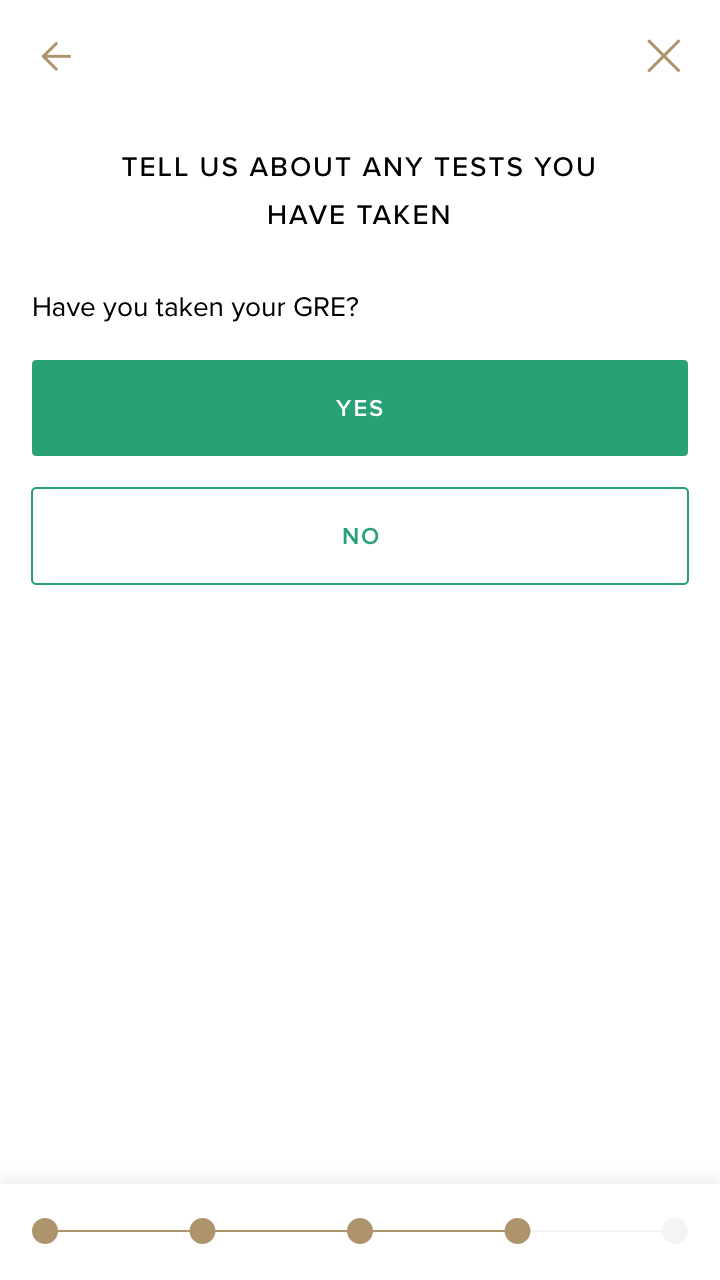 TELL US ABOUT ANY TESTS YOU
HAVE TAKEN
Have you taken your GRE?
YES
NO